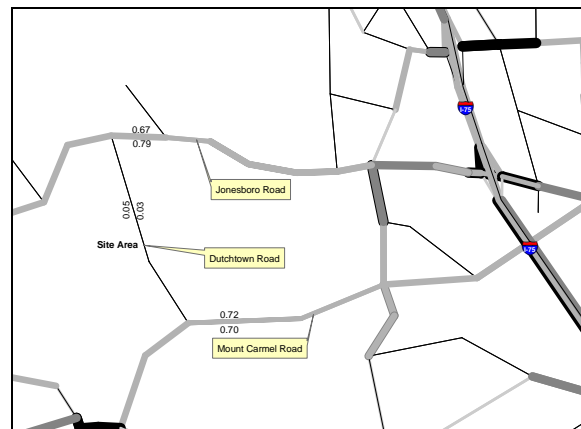 I-75
0.67
0.79
Jonesboro Road
0.05
0.03
Site Area
Dutchtown Road
I-75
0.72
0.70
Mount Carmel Road